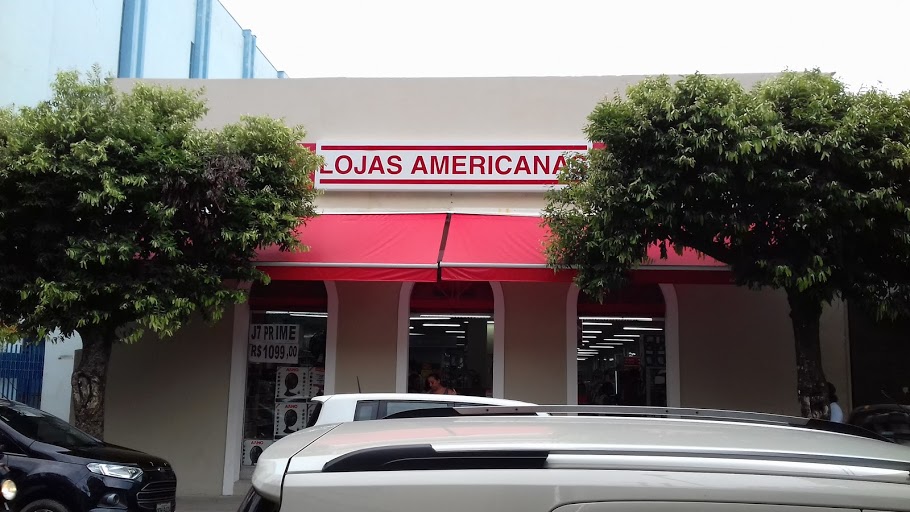 LOJAS AMERICANAS
J7 PRIME
R$1099,00